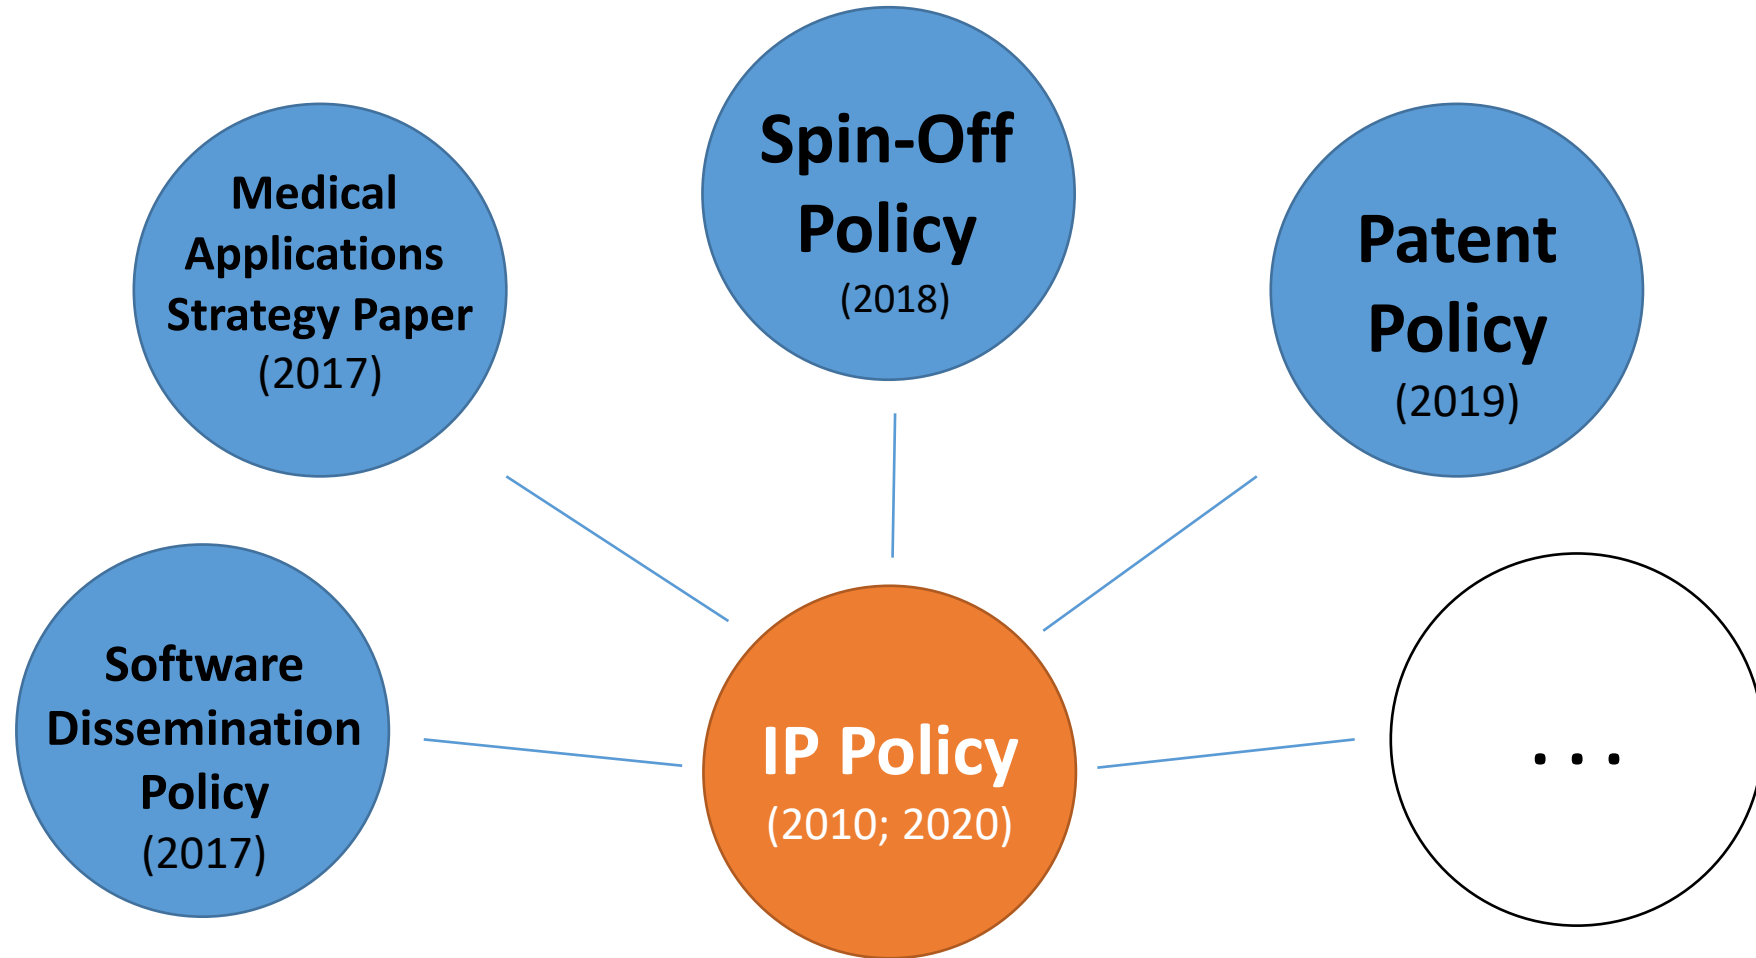 Spin-Off
Policy
(2018)
Medical
Applications
Strategy Paper
(2017)
Patent
Policy
(2019)
Software
Dissemination
Policy
(2017)
IP Policy
(2010; 2020)
. . .